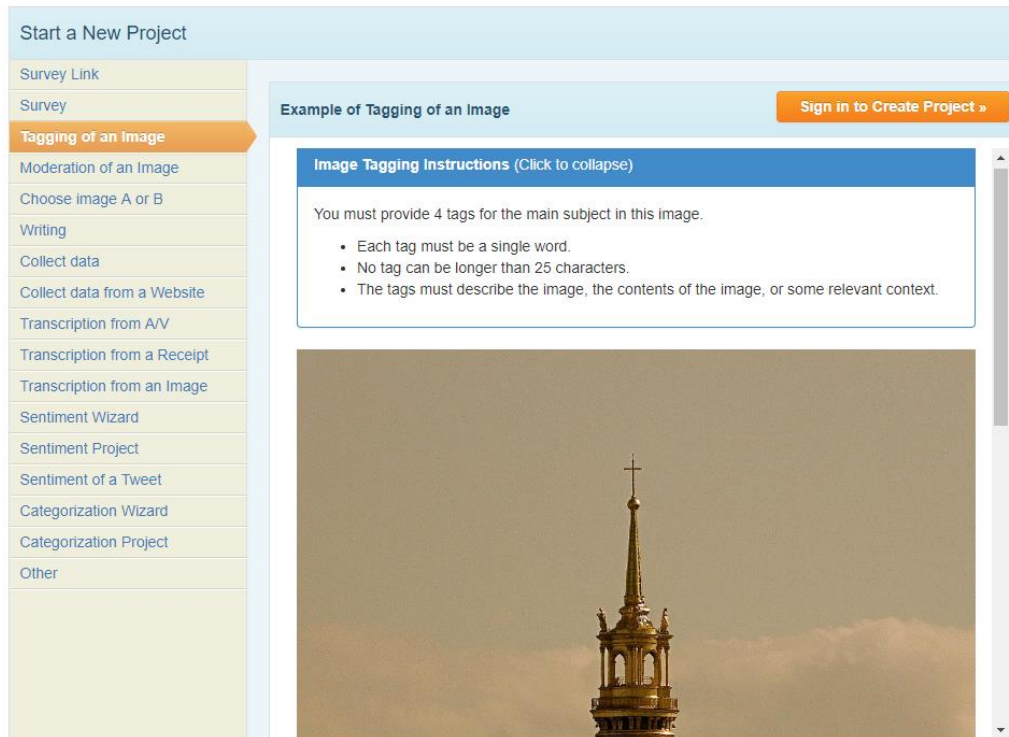 Start a New Project
Survey Link
Survey
Tagging of an Image
Moderation of an Image
Choose image A or B
Writing
Collect data
Collect data from a Website
Transcription from A/V
Transcription from a Receipt
Transcription from an Image
Sentiment Wizard
Sentiment Project
Sentiment of a Tweet
Categorization Wizard
Categorization Project
Other
Example of Tagging of an Image
Sign in to Create Project »
Image Tagging Instructions (Click to collapse)
You must provide 4 tags for the main subject in this image.
• Each tag must be a single word.
• No tag can be longer than 25 characters.
• The tags must describe the image, the contents of the image, or some relevant context.